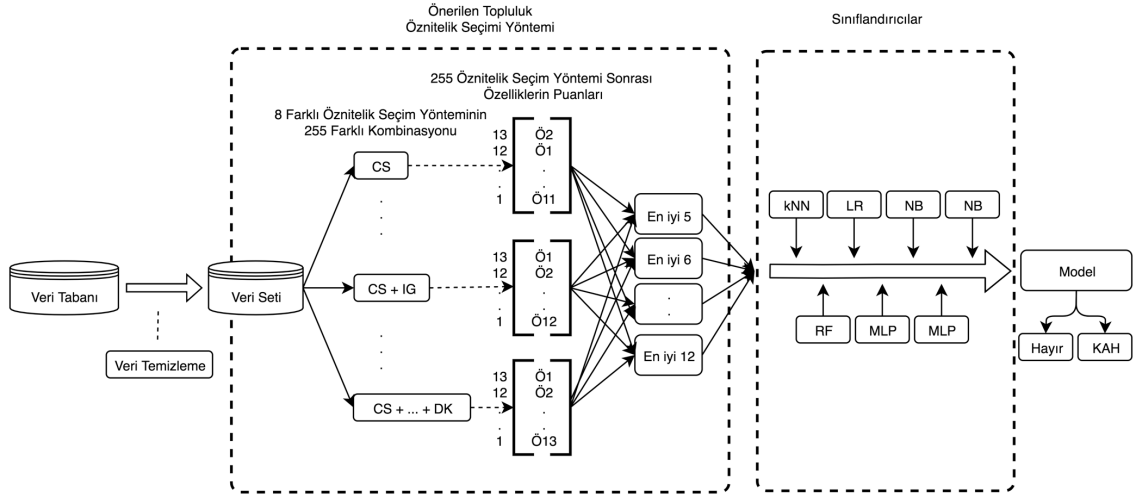 Önerilen Topluluk
Öznitelik Seçimi Yöntemi
Sınıflandırıcılar
255 Öznitelik Seçim Yöntemi Sonrası
Özelliklerin Puanları
8 Farklı Öznitelik Seçim Yönteminin
255 Farklı Kombinasyonu
CS
13 Ö2
12 Ö1
. .
. .
1 Ö11
CS + IG
13 Ö1
12 Ö2
. .
. .
1 Ö12
CS + ... + DK
13 Ö1
12 Ö2
. .
. .
1 Ö13
Veri Tabanı
Veri Temizleme
Veri Seti
En iyi 5
En iyi 6
:
En iyi 12
kNN
LR
NB
NB
RF
MLP
MLP
Model
Hayır
KAH